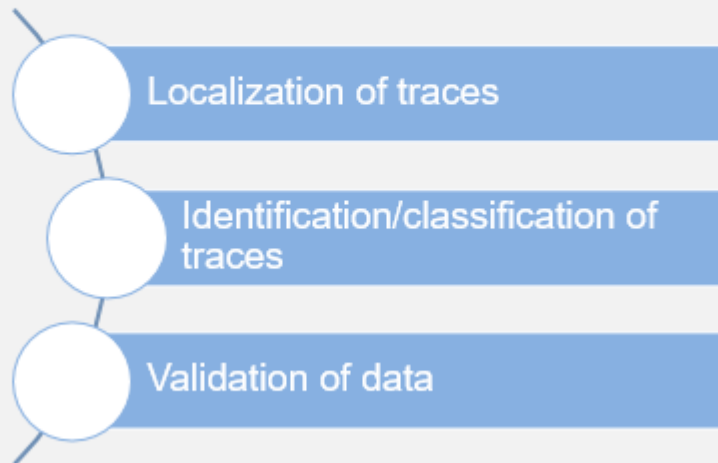 Localization of traces
Identification/classification of
traces
Validation of data